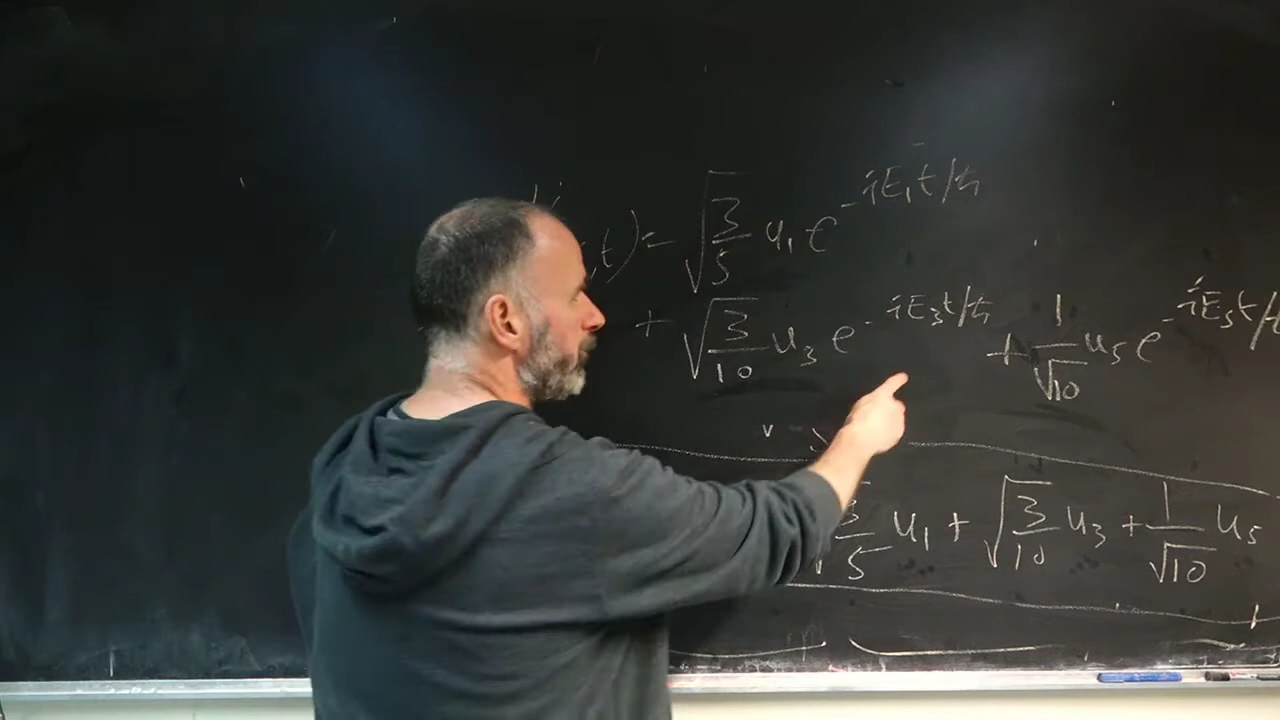 ,t) = √(3/5) u₁ e^(-iE₁t/ħ)
+ √(3/10) u₃ e^(-iE₃t/ħ) + 1/√10 u₅ e^(-iE₅t/ħ)
√(3/5) u₁ + √(3/10) u₃ + 1/√10 u₅